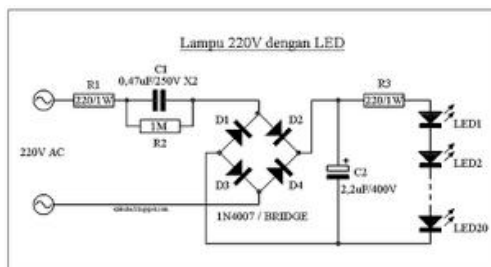 Lampu 220V dengan LED
R1
220/1W
C1
0,47uF/250V X2
1M
R2
220V AC
D1
D2
D3
D4
1N4007 / BRIDGE
R3
220/1W
C2
2,2uF/400V
+
LED1
LED2
LED20